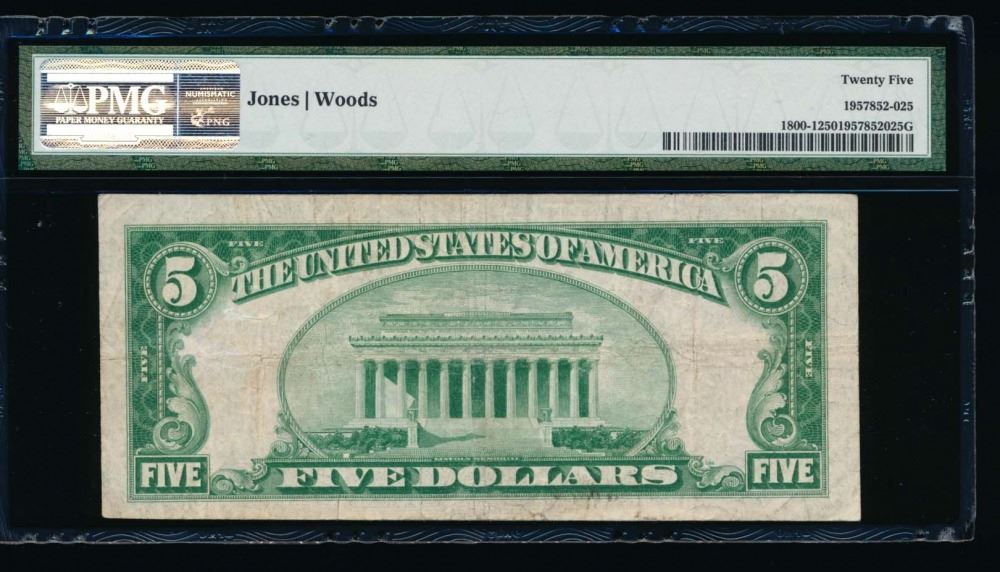 PMG
PAPER MONEY GUARANTY
NUMISMATIC
PNG
Jones | Woods
Twenty Five
1957852-025
1800-12501957852025G
FIVE
FIVE
5
THE UNITED STATES OF AMERICA
5
FIVE
FIVE
FIVE
FIVE DOLLARS
FIVE